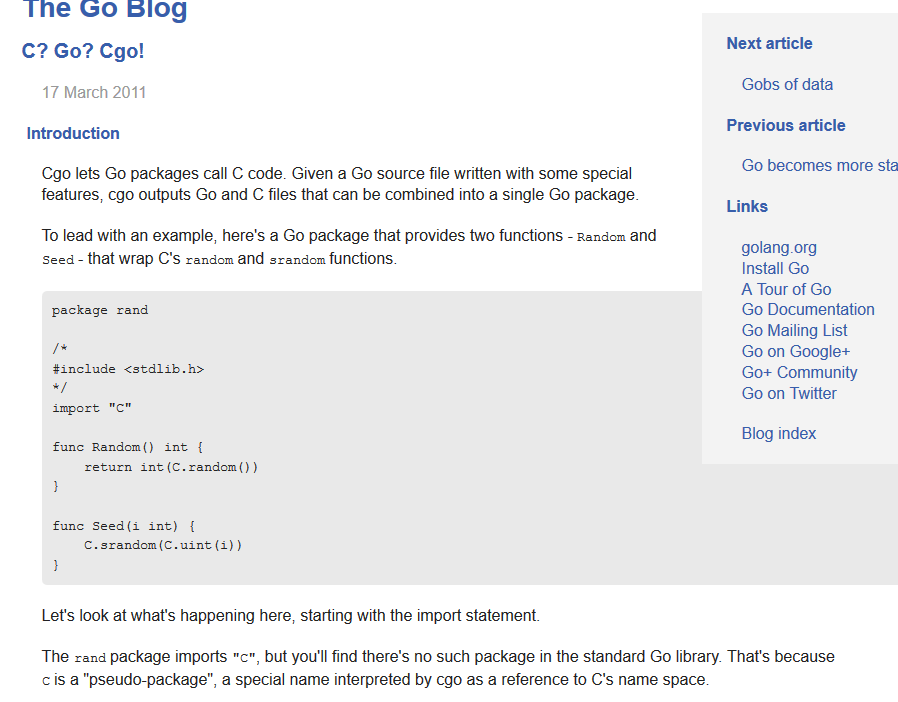 The Go Blog
C? Go? Cgo!
17 March 2011
Introduction
Cgo lets Go packages call C code. Given a Go source file written with some special
features, cgo outputs Go and C files that can be combined into a single Go package.
To lead with an example, here's a Go package that provides two functions - Random and
Seed - that wrap C's random and srandom functions.
package rand
/*
#include <stdlib.h>
*/
import "C"
func Random() int {
    return int(C.random())
}
func Seed(i int) {
    C.srandom(C.uint(i))
}
Let's look at what's happening here, starting with the import statement.
The rand package imports "C", but you'll find there's no such package in the standard Go library. That's because
C is a "pseudo-package", a special name interpreted by cgo as a reference to C's name space.
Next article
Gobs of data
Previous article
Go becomes more sta
Links
golang.org
Install Go
A Tour of Go
Go Documentation
Go Mailing List
Go on Google+
Go+ Community
Go on Twitter
Blog index